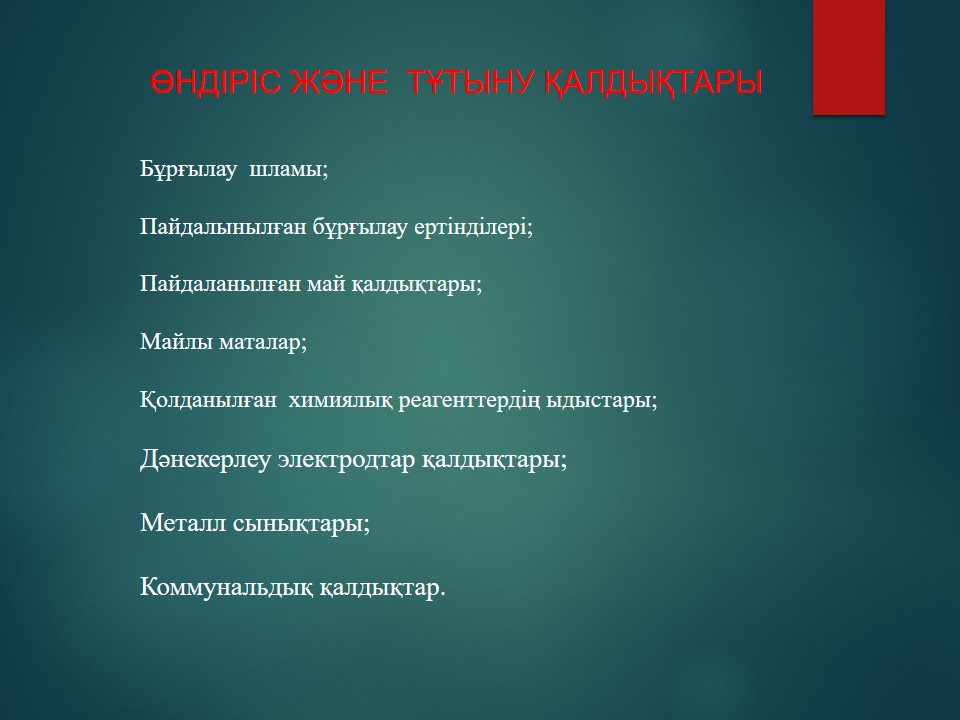 ӨНДІРІС ЖӘНЕ  ТҰТЫНУ ҚАЛДЫҚТАРЫ
Бұрғылау  шламы;
Пайдалынылған бұрғылау ертінділері;
Пайдаланылған май қалдықтары;
Майлы маталар;
Қолданылған  химиялық реагенттердің ыдыстары;
Дәнекерлеу электродтар қалдықтары;
Металл сынықтары;
Коммунальдық қалдықтар.